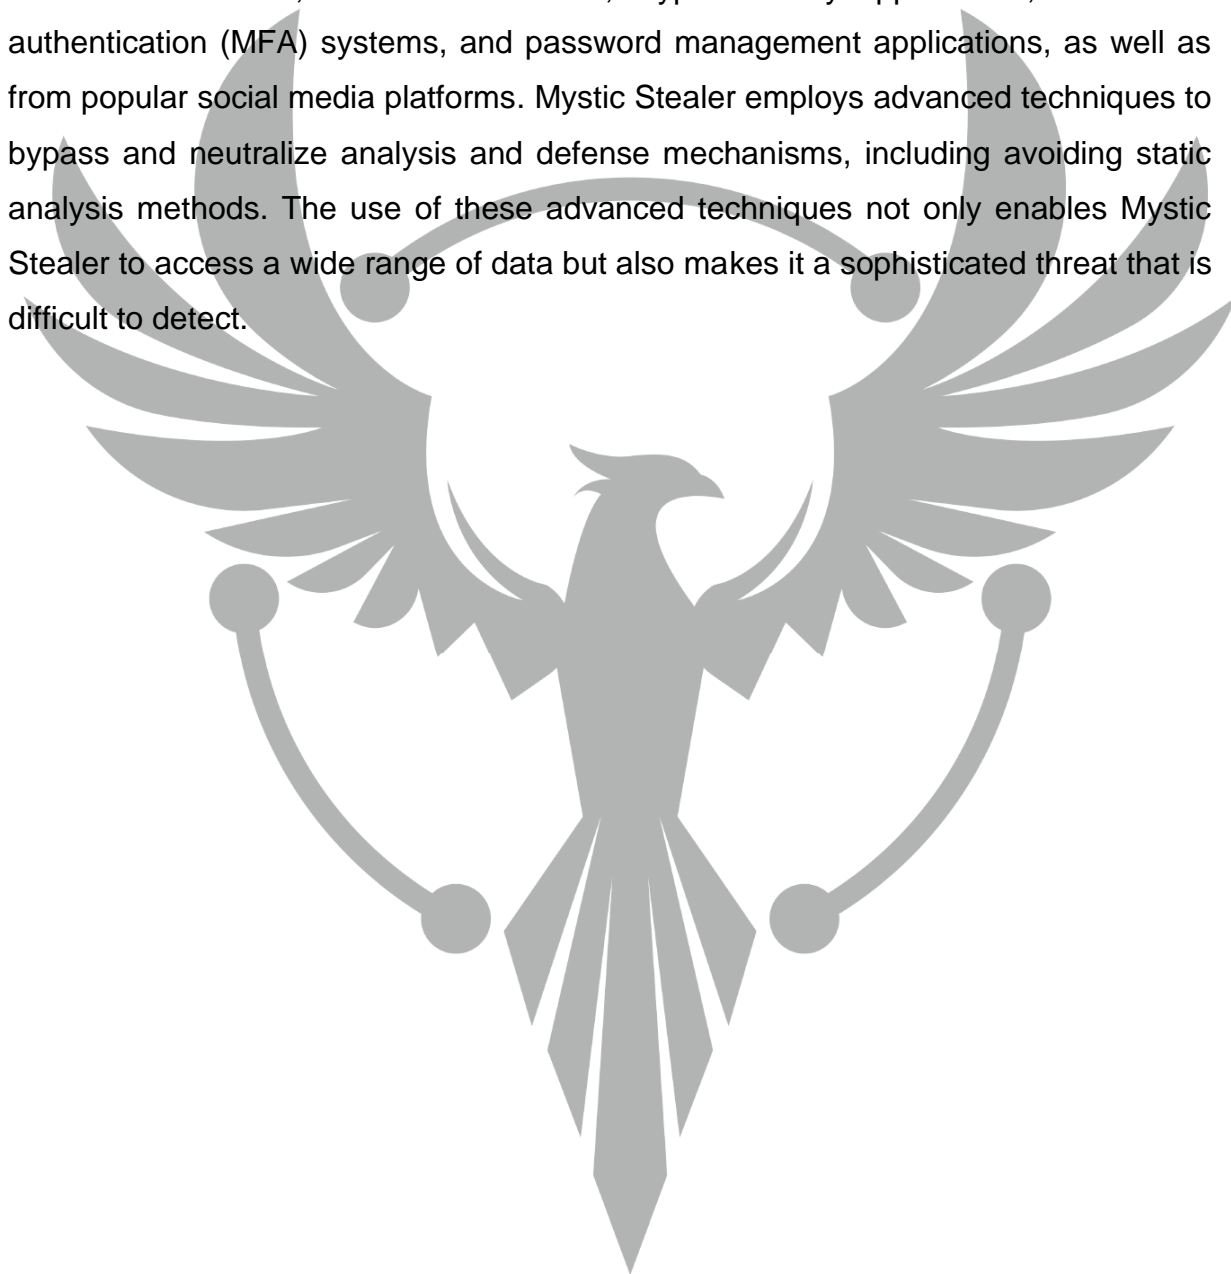 authentication (MFA) systems, and password management applications, as well as
from popular social media platforms. Mystic Stealer employs advanced techniques to
bypass and neutralize analysis and defense mechanisms, including avoiding static
analysis methods. The use of these advanced techniques not only enables Mystic
Stealer to access a wide range of data but also makes it a sophisticated threat that is
difficult to detect.